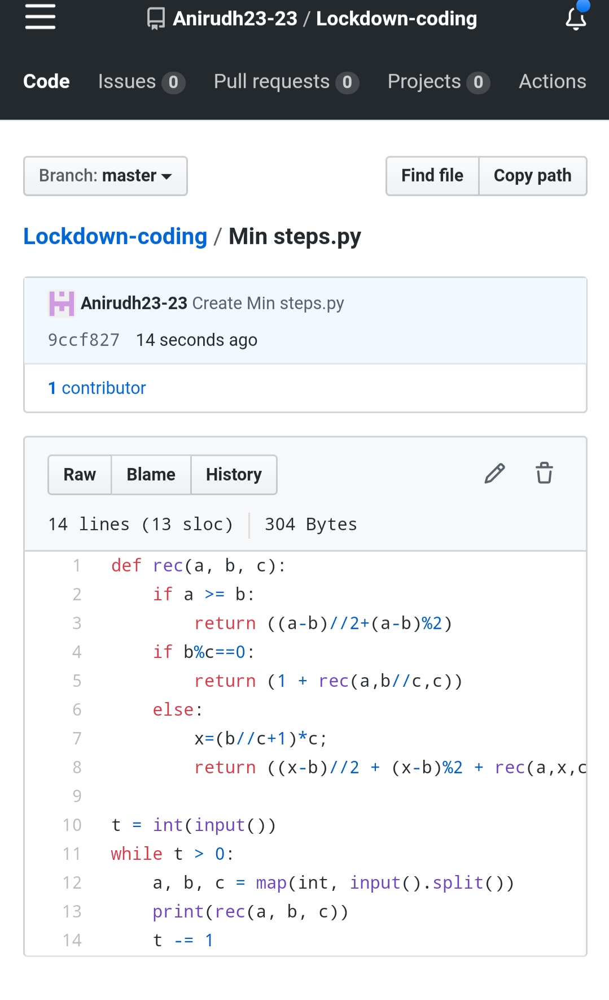 Anirudh23-23 / Lockdown-coding
Code Issues 0 Pull requests 0 Projects 0 Actions
Branch: master Find file Copy path
Lockdown-coding / Min steps.py
Anirudh23-23 Create Min steps.py
9ccf827 14 seconds ago
1 contributor
Raw Blame History
14 lines (13 sloc) 304 Bytes
1 def rec(a, b, c):
2     if a >= b:
3         return ((a-b)//2+(a-b)%2)
4     if b%c==0:
5         return (1 + rec(a,b//c,c))
6     else:
7         x=(b//c+1)*c;
8         return ((x-b)//2 + (x-b)%2 + rec(a,x,c
9
10 t = int(input())
11 while t > 0:
12     a, b, c = map(int, input().split())
13     print(rec(a, b, c))
14     t -= 1